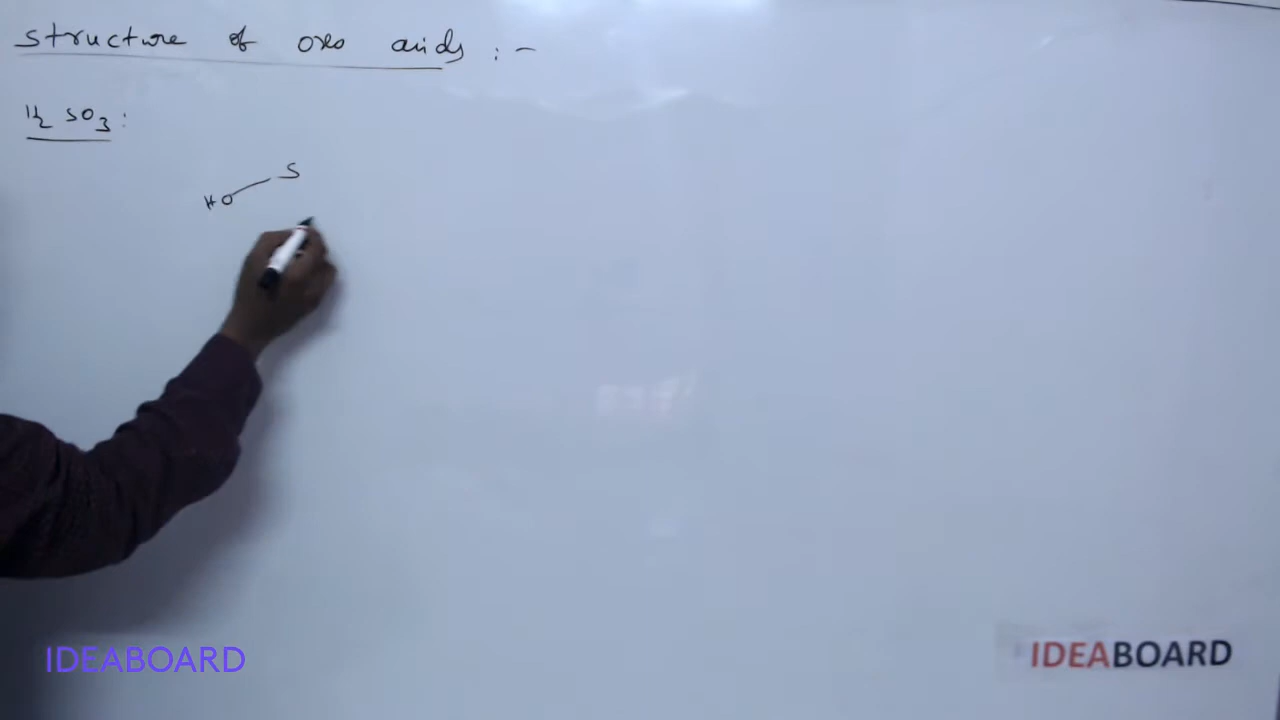 structure of oxo acids : -
H2 SO3 :
HO S
IDEABOARD
IDEABOARD